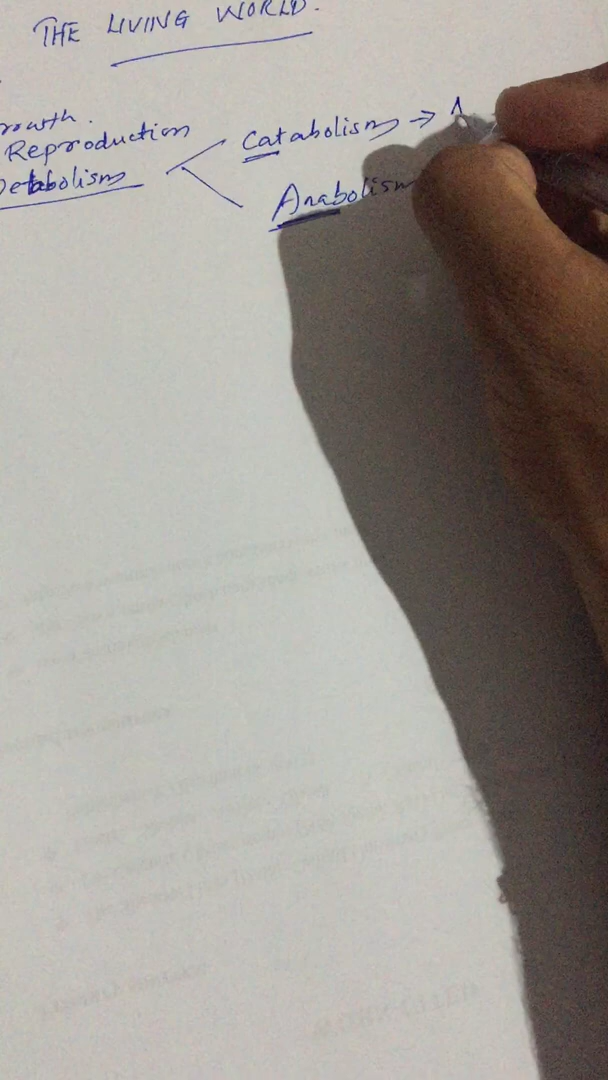 THE LIVING WORLD.
rowth.
Reproduction
etabolism
Catabolism →
Anabolism